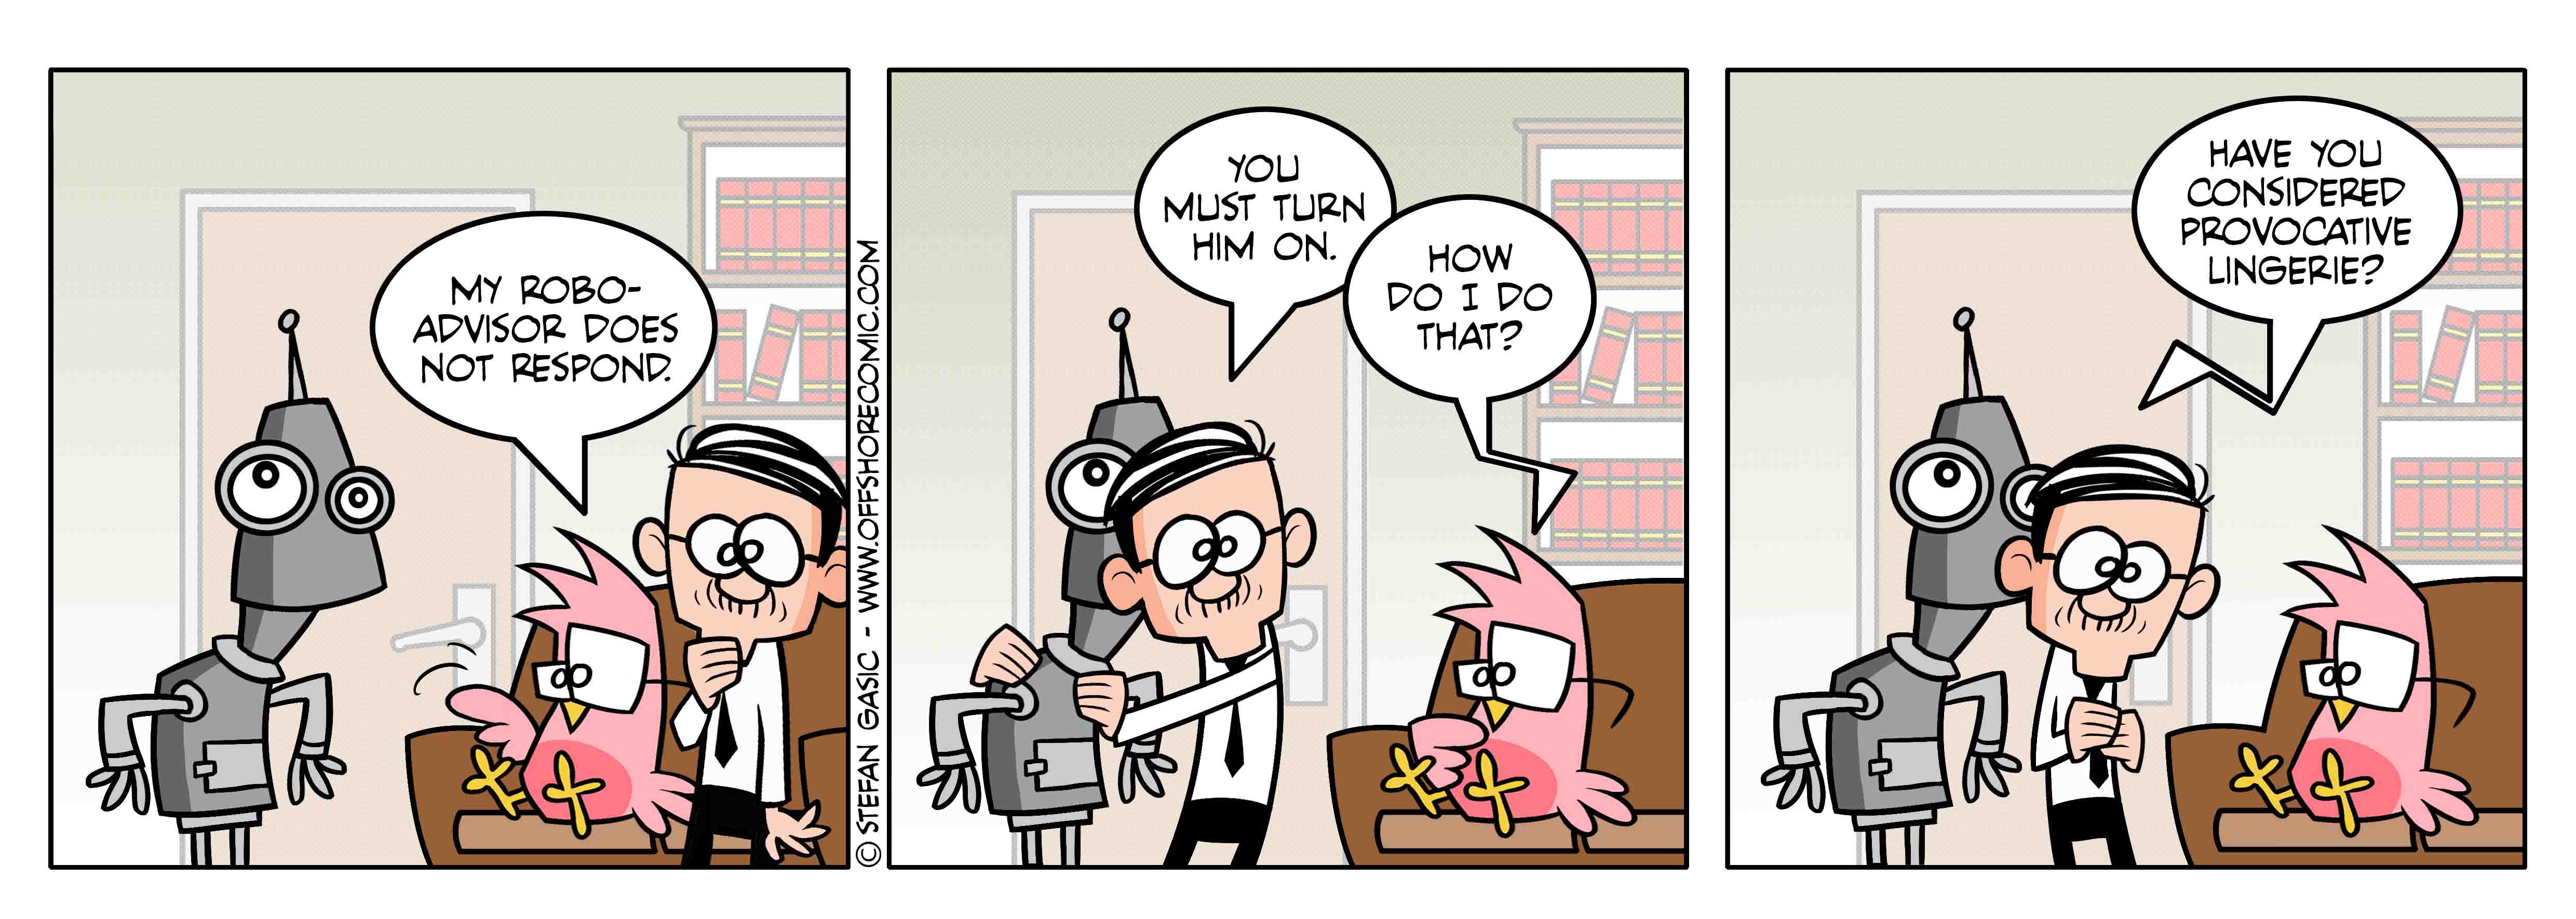 MY ROBO-
ADVISOR DOES
NOT RESPOND.
© STEFAN GASIC - WWW.OFFSHORECOMIC.COM
YOU
MUST TURN
HIM ON.
HOW
DO I DO
THAT?
HAVE YOU
CONSIDERED
PROVOCATIVE
LINGERIE?